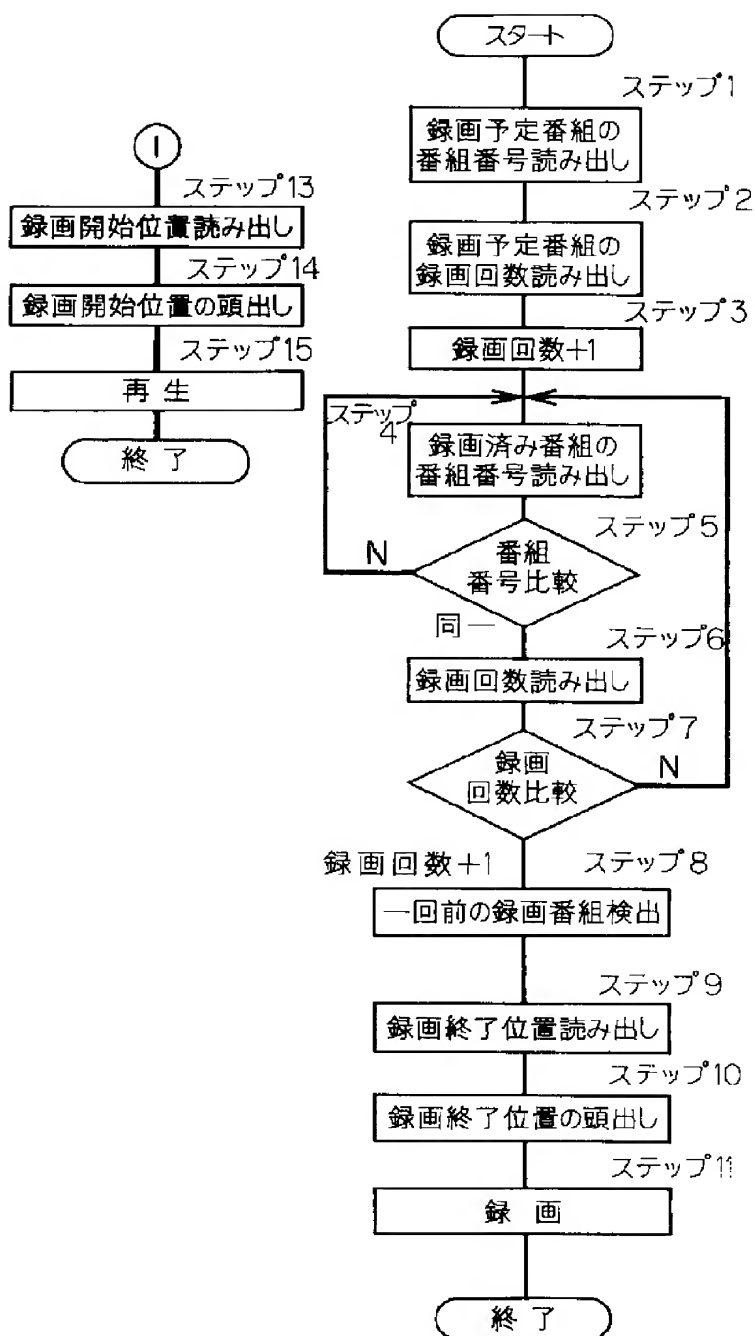 スタート
ステップ1
録画予定番組の
番組番号読み出し
ステップ2
録画予定番組の
録画回数読み出し
ステップ3
録画回数+1
ステップ
4
録画済み番組の
番組番号読み出し
ステップ5
番組
番号比較
N
同一
ステップ6
録画回数読み出し
ステップ7
録画
回数比較
N
録画回数+1
ステップ8
一回前の録画番組検出
ステップ9
録画終了位置読み出し
ステップ10
録画終了位置の頭出し
ステップ11
録画
終了
1
ステップ13
録画開始位置読み出し
ステップ14
録画開始位置の頭出し
ステップ15
再生
終了